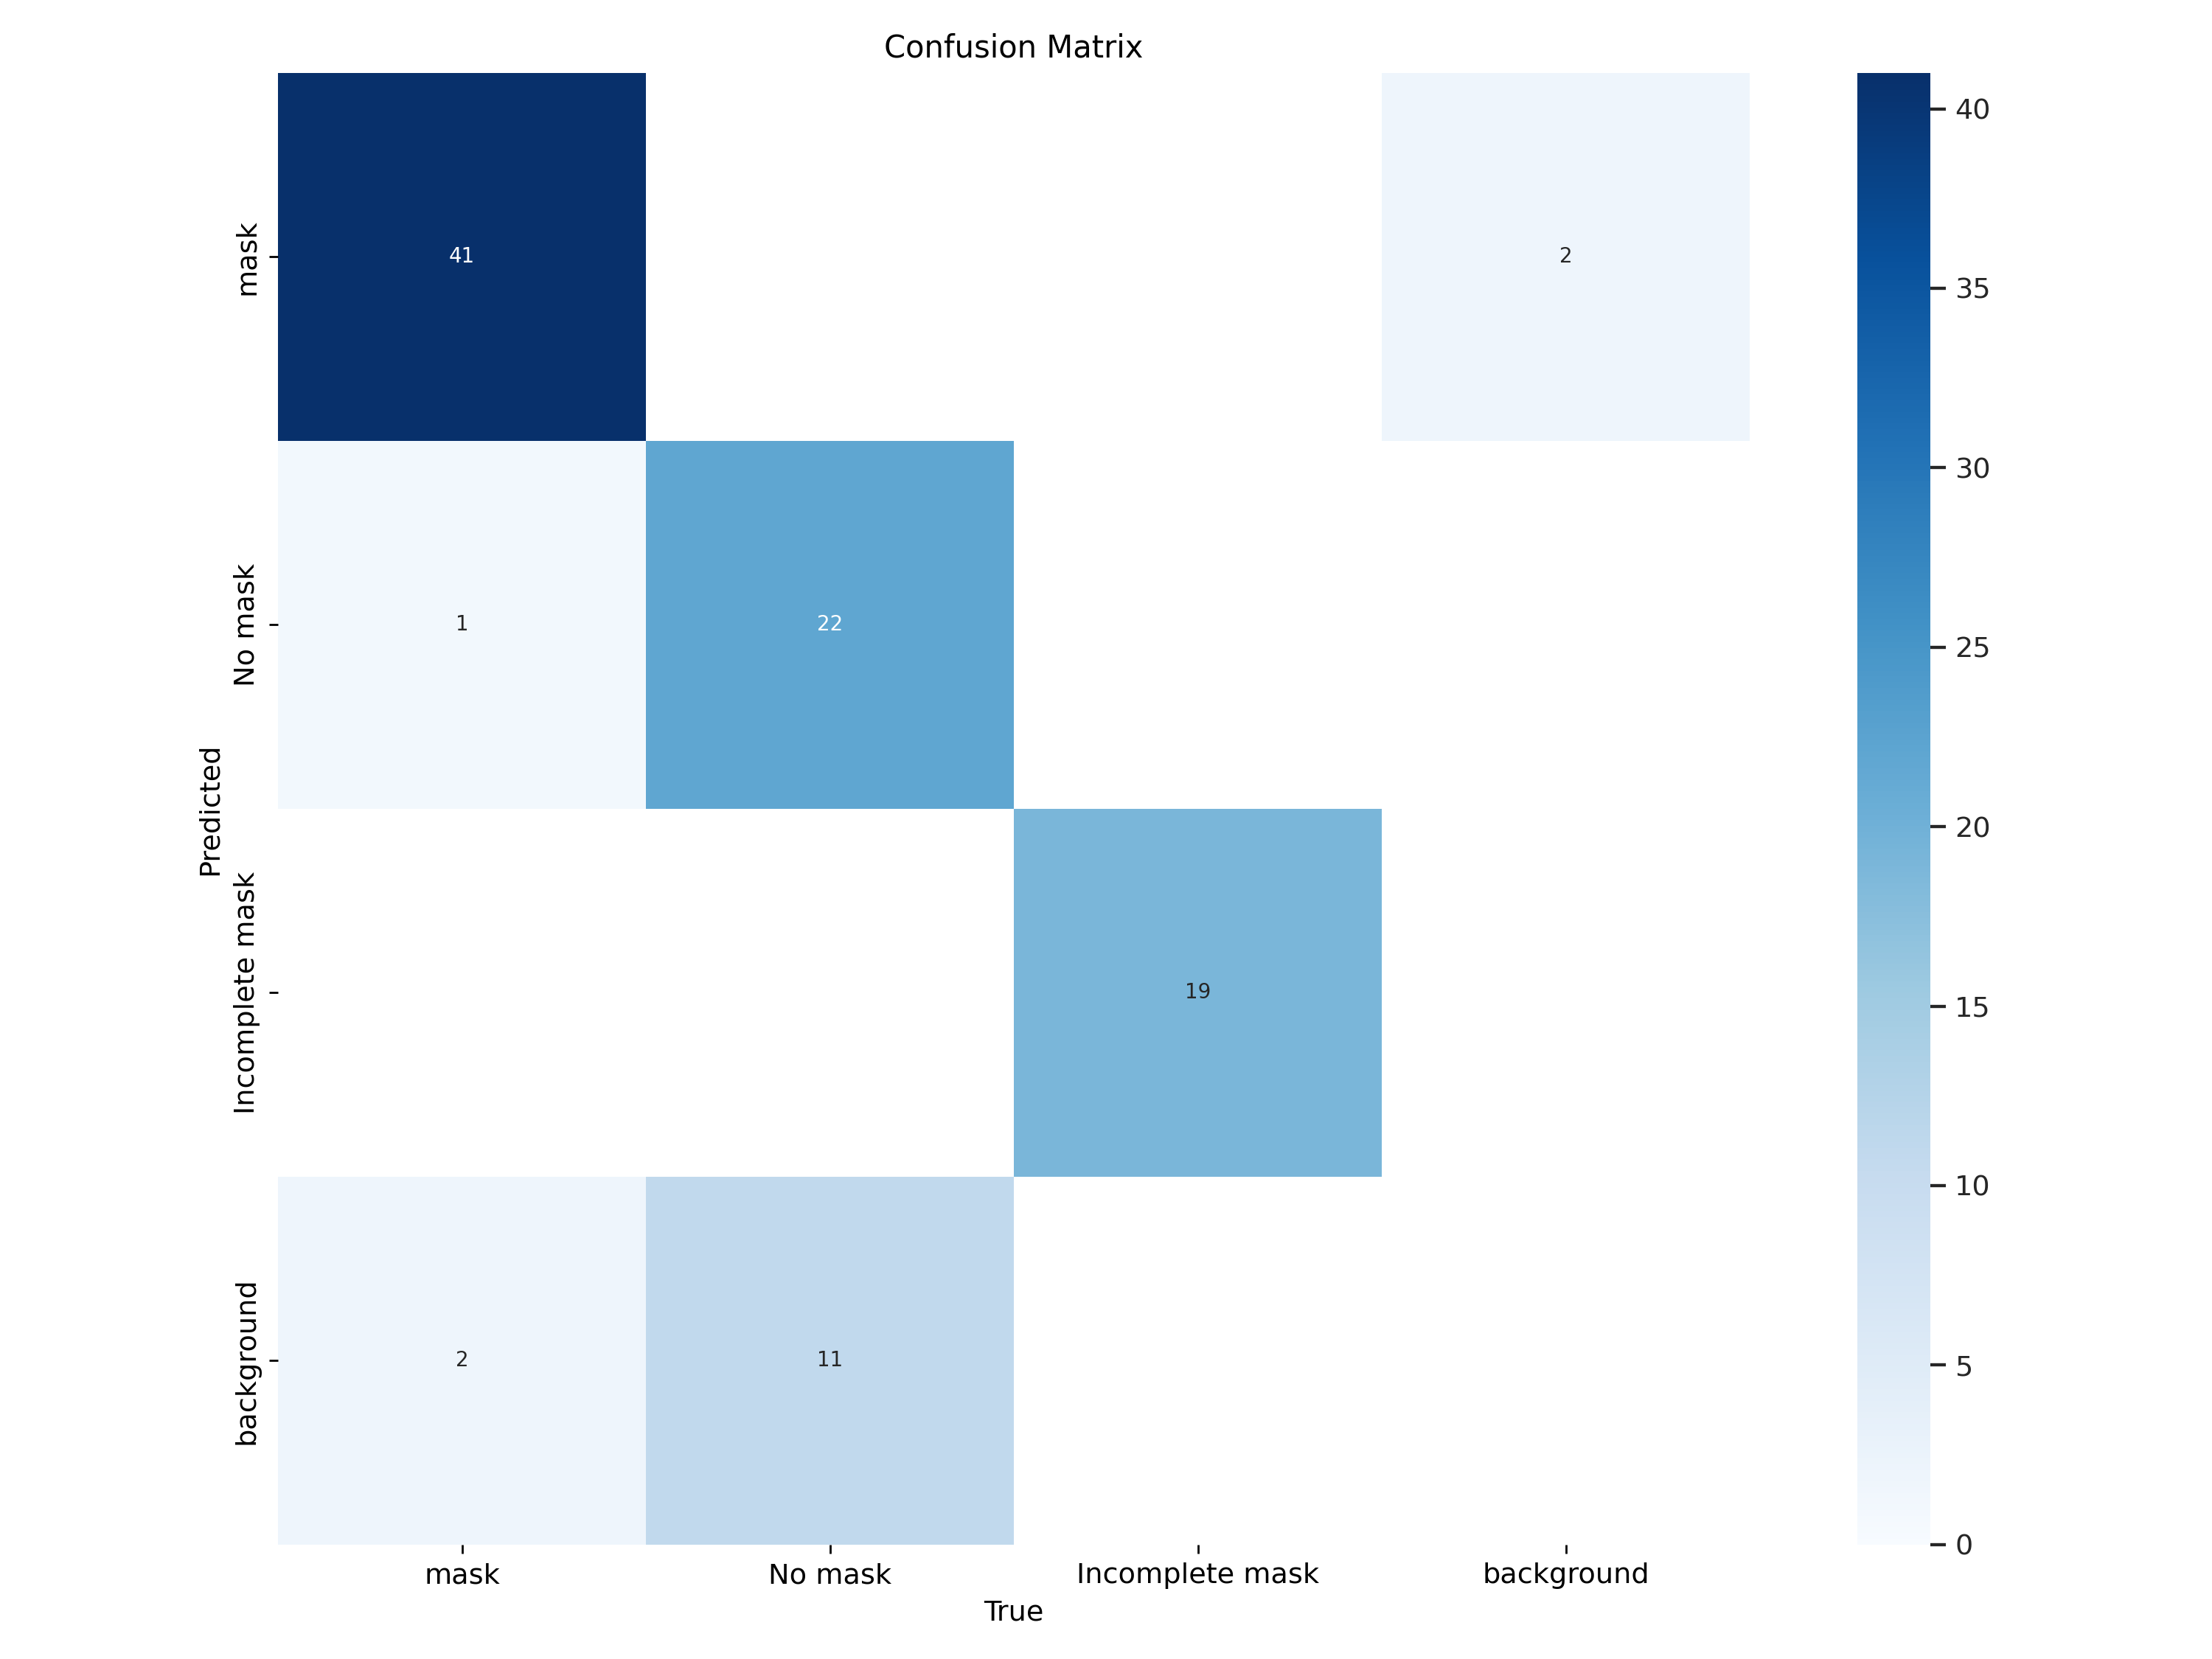 Confusion Matrix
mask
41
2
No mask
1
22
Incomplete mask
19
background
2
11
Predicted
mask
No mask
Incomplete mask
background
True
40
35
30
25
20
15
10
5
0